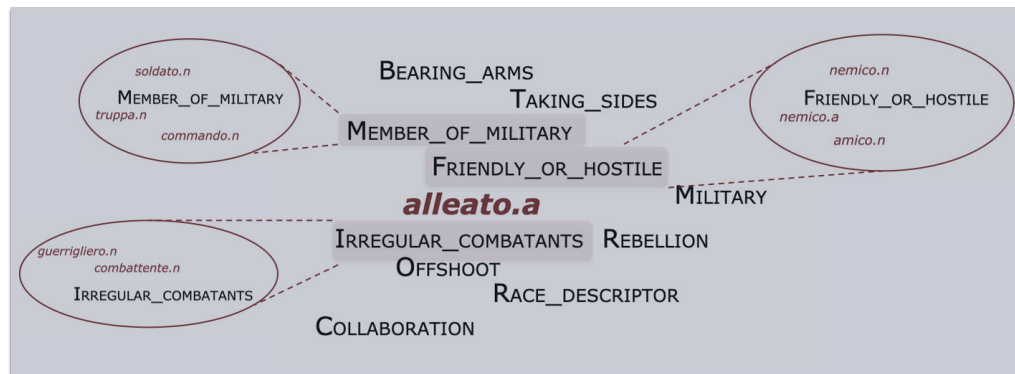 soldato.n
MEMBER_OF_MILITARY
truppa.n
commando.n
BEARING_ARMS
TAKING_SIDES
MEMBER_OF_MILITARY
FRIENDLY_OR_HOSTILE
nemico.n
FRIENDLY_OR_HOSTILE
nemico.a
amico.n
MILITARY
alleato.a
IRREGULAR_COMBATANTS REBELLION
OFFSHOOT
RACE_DESCRIPTOR
COLLABORATION
guerrigliero.n
combattente.n
IRREGULAR_COMBATANTS